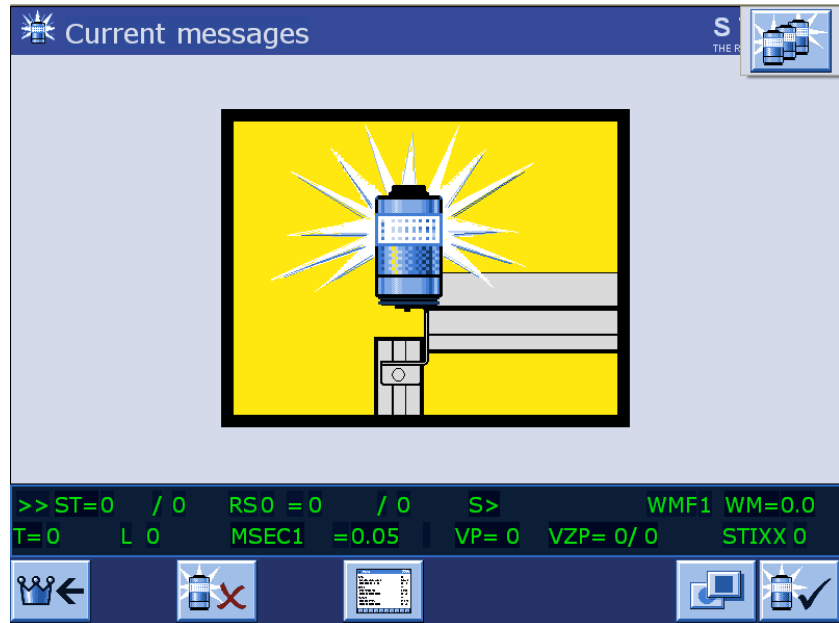 Current messages
S
THE R
>> ST=0 / 0 RS0 =0 / 0 S> WMF1 WM=0.0
T=0 L 0 MSEC1 =0.05 VP= 0 VZP= 0/ 0 STIXX 0